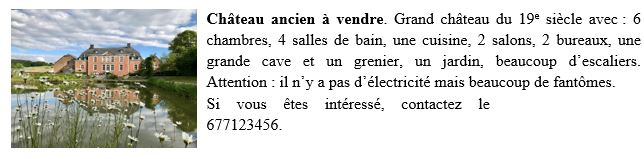 Château ancien à vendre. Grand château du 19e siècle avec : 6
chambres, 4 salles de bain, une cuisine, 2 salons, 2 bureaux, une
grande cave et un grenier, un jardin, beaucoup d’escaliers.
Attention : il n’y a pas d’électricité mais beaucoup de fantômes.
Si vous êtes intéressé, contactez le
677123456.